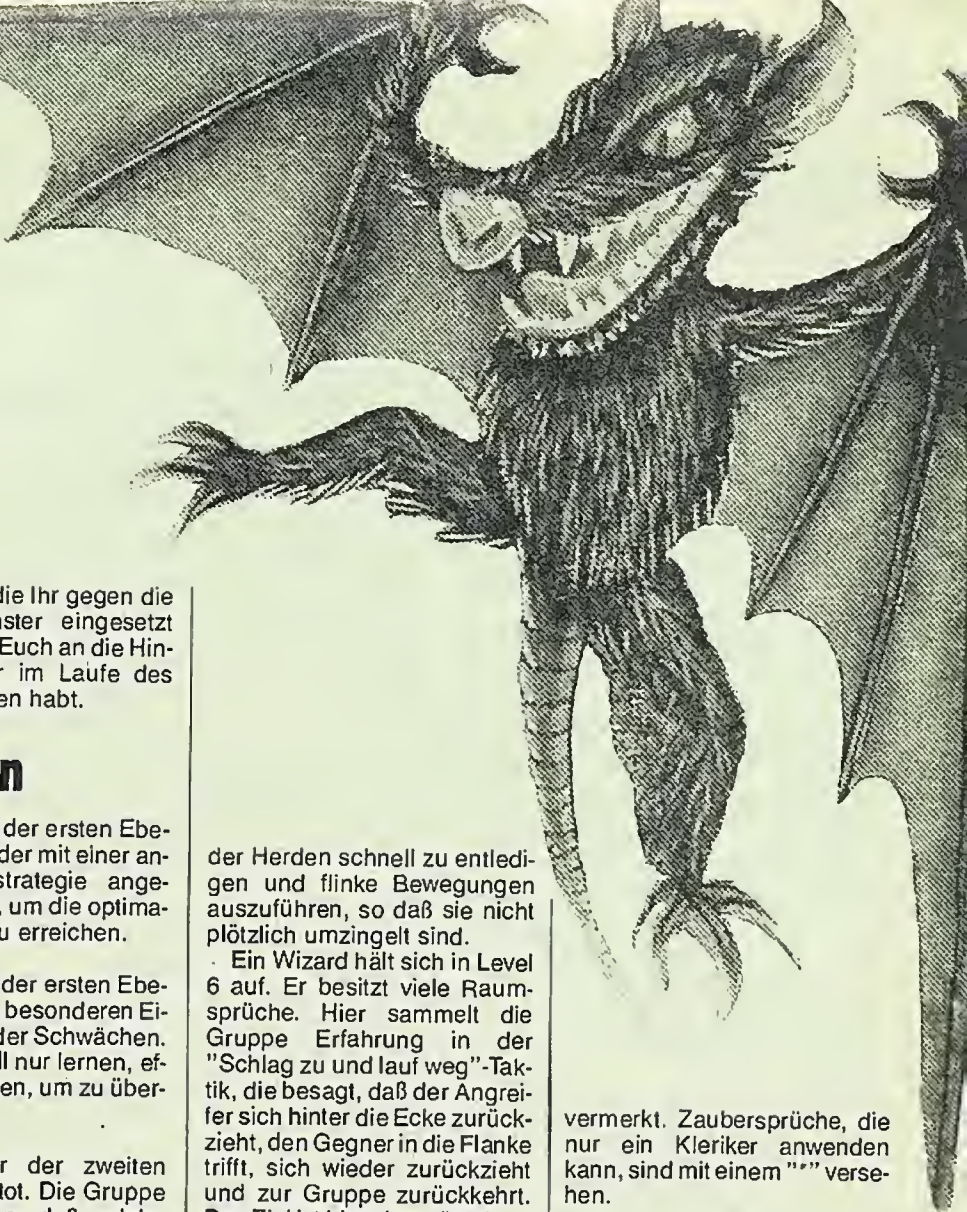 die Ihr gegen die
ster eingesetzt
Euch an die Hin-
im Laufe des
en habt.
n
der ersten Ebe-
der mit einer an-
strategie ange-
, um die optima-
u erreichen.
der ersten Ebe-
besonderen Ei-
der Schwächen.
ll nur lernen, ef-
en, um zu über-
r der zweiten
tot. Die Gruppe
der Herden schnell zu entledi-
gen und flinke Bewegungen
auszuführen, so daß sie nicht
plötzlich umzingelt sind.
Ein Wizard hält sich in Level
6 auf. Er besitzt viele Raum-
sprüche. Hier sammelt die
Gruppe Erfahrung in der
"Schlag zu und lauf weg"-Tak-
tik, die besagt, daß der Angrei-
fer sich hinter die Ecke zurück-
zieht, den Gegner in die Flanke
trifft, sich wieder zurückzieht
und zur Gruppe zurückkehrt.
vermerkt. Zaubersprüche, die
nur ein Kleriker anwenden
kann, sind mit einem "*" verse-
hen.